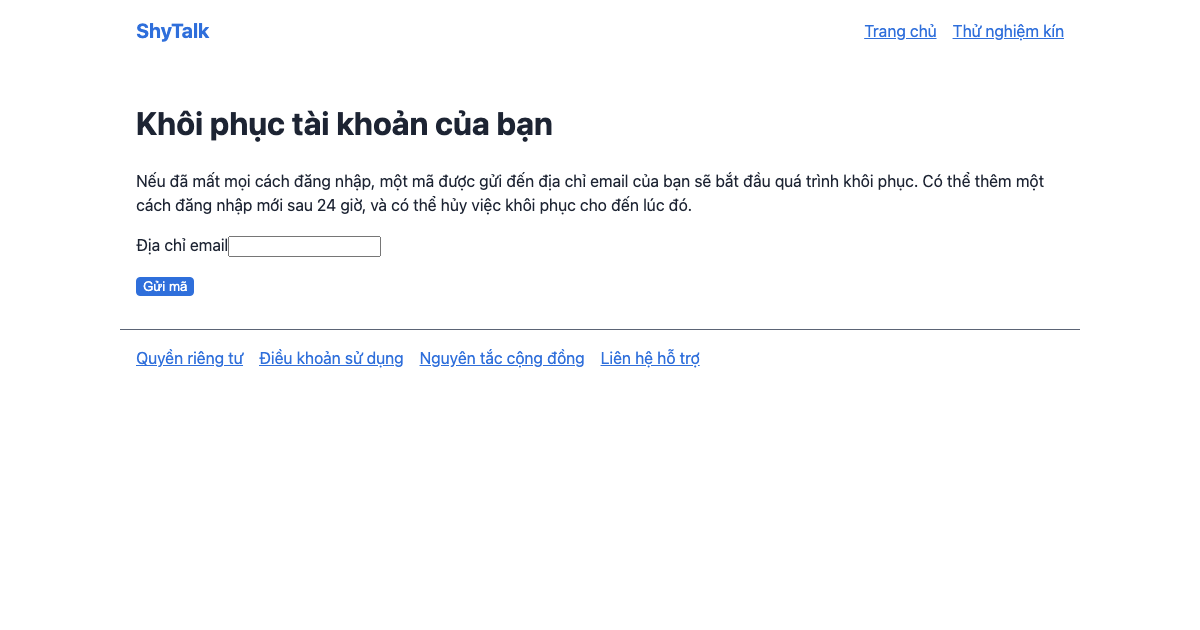 ShyTalk
Trang chủ
Thử nghiệm kín
Khôi phục tài khoản của bạn
Nếu đã mất mọi cách đăng nhập, một mã được gửi đến địa chỉ email của bạn sẽ bắt đầu quá trình khôi phục. Có thể thêm một
cách đăng nhập mới sau 24 giờ, và có thể hủy việc khôi phục cho đến lúc đó.
Địa chỉ email
Gửi mã
Quyền riêng tư
Điều khoản sử dụng
Nguyên tắc cộng đồng
Liên hệ hỗ trợ